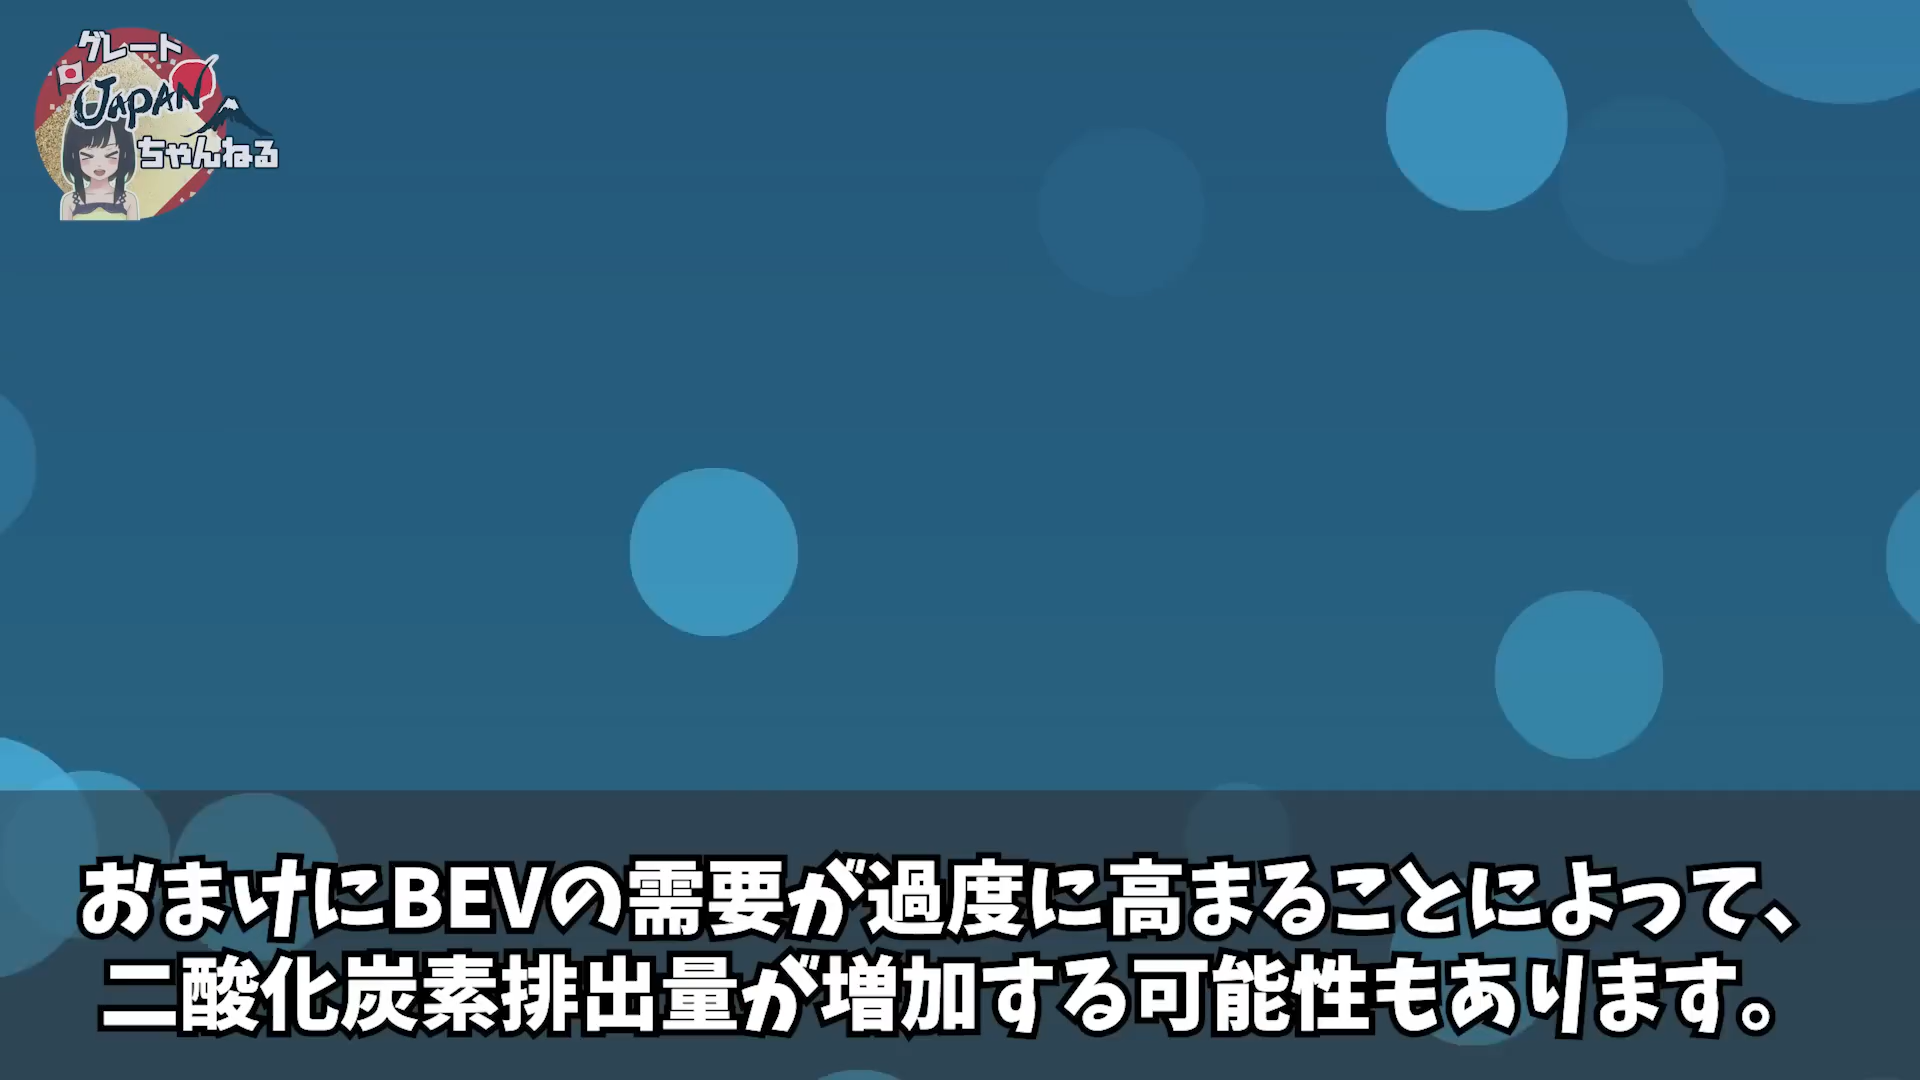 グレート
JAPAN
ちゃんねる
おまけにBEVの需要が過度に高まることによって、
二酸化炭素排出量が増加する可能性もあります。